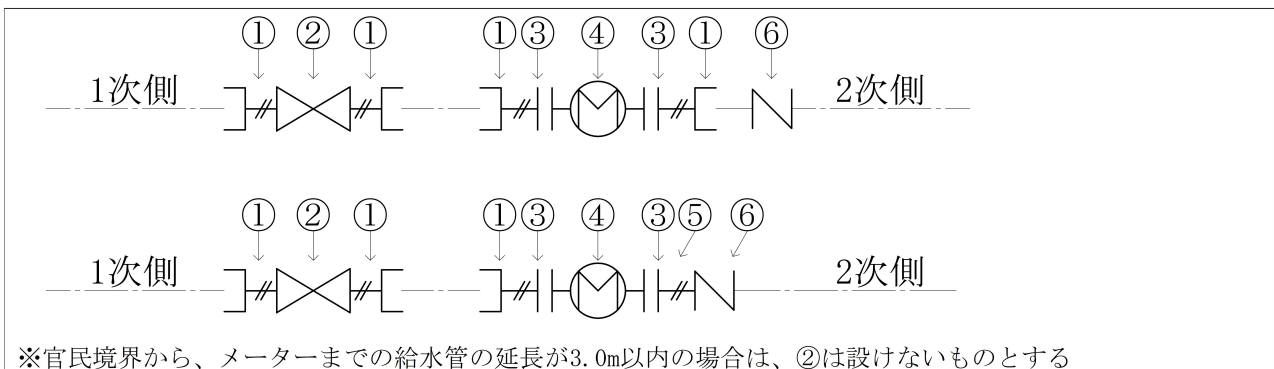 ① ② ① ① ③ ④ ③ ① ⑥
1次側 2次側
① ② ① ① ③ ④ ③ ⑤ ⑥
1次側 2次側
※官民境界から、メーターまでの給水管の延長が3.0m以内の場合は、②は設けないものとする